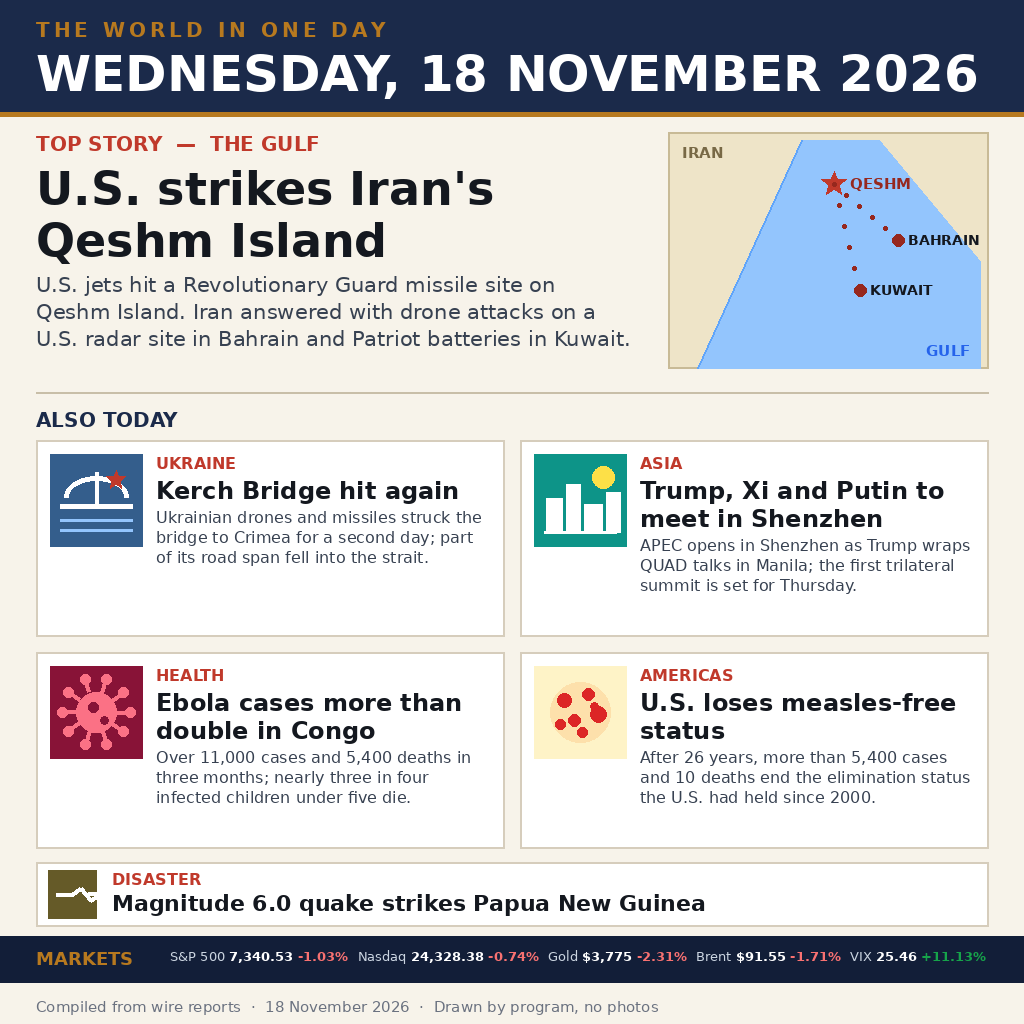 THE WORLD IN ONE DAY
WEDNESDAY, 18 NOVEMBER 2026
TOP STORY — THE GULF
U.S. strikes Iran's
Qeshm Island
U.S. jets hit a Revolutionary Guard missile site on
Qeshm Island. Iran answered with drone attacks on a
U.S. radar site in Bahrain and Patriot batteries in Kuwait.
IRAN
QESHM
BAHRAIN
KUWAIT
GULF
ALSO TODAY
UKRAINE
Kerch Bridge hit again
Ukrainian drones and missiles struck the
bridge to Crimea for a second day; part
of its road span fell into the strait.
ASIA
Trump, Xi and Putin to
meet in Shenzhen
APEC opens in Shenzhen as Trump wraps
QUAD talks in Manila; the first trilateral
summit is set for Thursday.
HEALTH
Ebola cases more than
double in Congo
Over 11,000 cases and 5,400 deaths in
three months; nearly three in four
infected children under five die.
AMERICAS
U.S. loses measles-free
status
After 26 years, more than 5,400 cases
and 10 deaths end the elimination status
the U.S. had held since 2000.
DISASTER
Magnitude 6.0 quake strikes Papua New Guinea
MARKETS S&P 500 7,340.53 -1.03% Nasdaq 24,328.38 -0.74% Gold $3,775 -2.31% Brent $91.55 -1.71% VIX 25.46 +11.13%
Compiled from wire reports · 18 November 2026 · Drawn by program, no photos